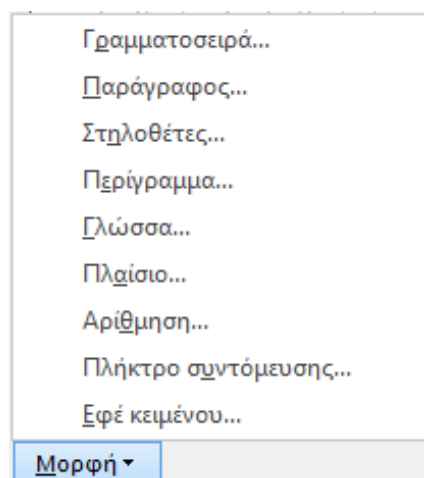 Γραμματοσειρά...
Παράγραφος...
Στηλοθέτες...
Περίγραμμα...
Γλώσσα...
Πλαίσιο...
Αρίθμηση...
Πλήκτρο συντόμευσης...
Εφέ κειμένου...
Μορφή